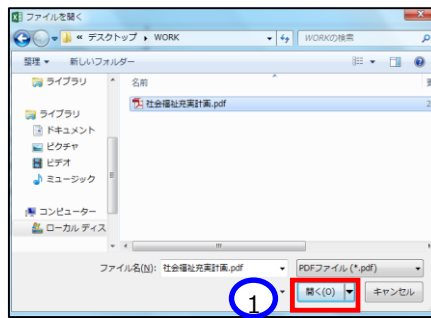 ファイルを開く
« デスクトップ ▸ WORK
WORKの検索
整理 ▼ 新しいフォルダー
ライブラリ
名前
社会福祉充実計画.pdf
ライブラリ
ドキュメント
ピクチャ
ビデオ
ミュージック
コンピューター
ローカル ディス
ファイル名(N): 社会福祉充実計画.pdf
PDFファイル (*.pdf)
1
開く(O)
キャンセル